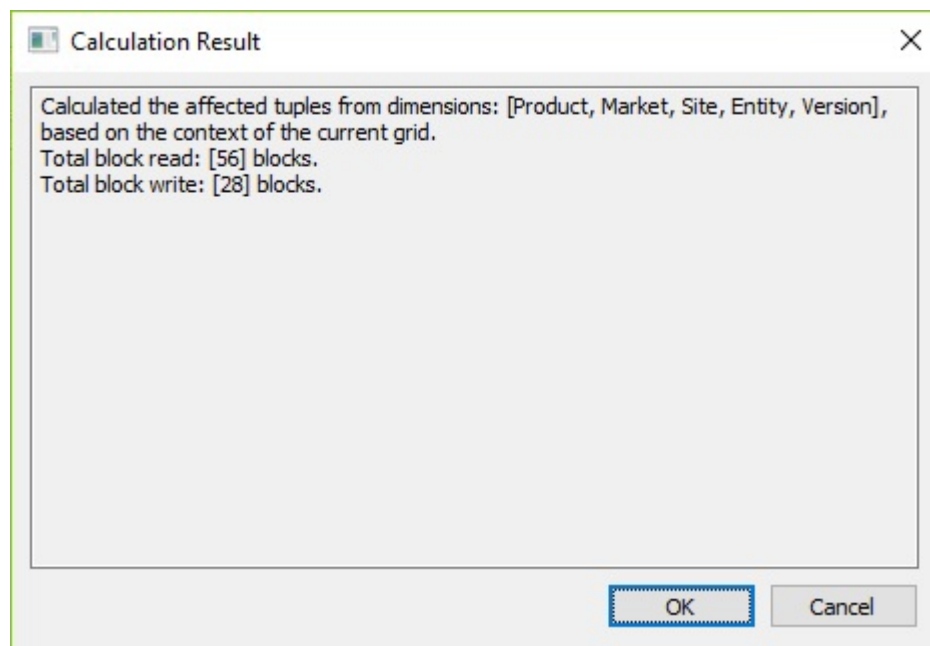 Calculation Result
Calculated the affected tuples from dimensions: [Product, Market, Site, Entity, Version],
based on the context of the current grid.
Total block read: [56] blocks.
Total block write: [28] blocks.
OK
Cancel